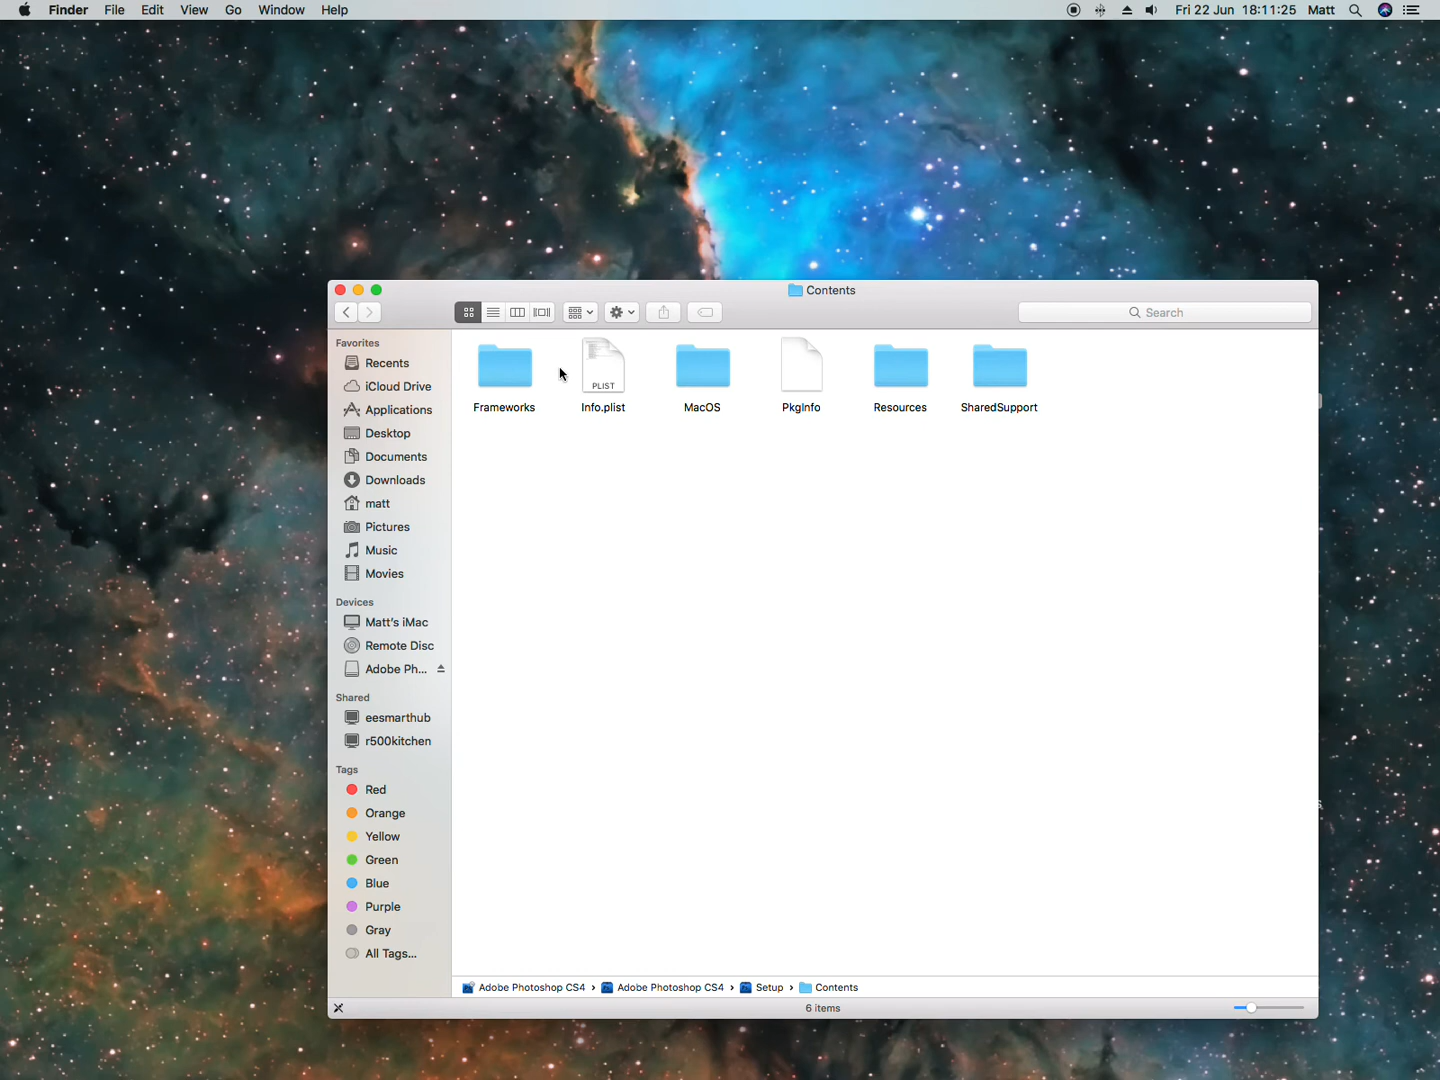 Finder File Edit View Go Window Help Fri 22 Jun 18:11:25 Matt
Contents
Search
Favorites
Recents
iCloud Drive
Applications
Desktop
Documents
Downloads
matt
Pictures
Music
Movies
Devices
Matt's iMac
Remote Disc
Adobe Ph...
Shared
eesmarthub
r500kitchen
Tags
Red
Orange
Yellow
Green
Blue
Purple
Gray
All Tags...
PLIST
Frameworks Info.plist MacOS PkgInfo Resources SharedSupport
Adobe Photoshop CS4 › Adobe Photoshop CS4 › Setup › Contents
6 items